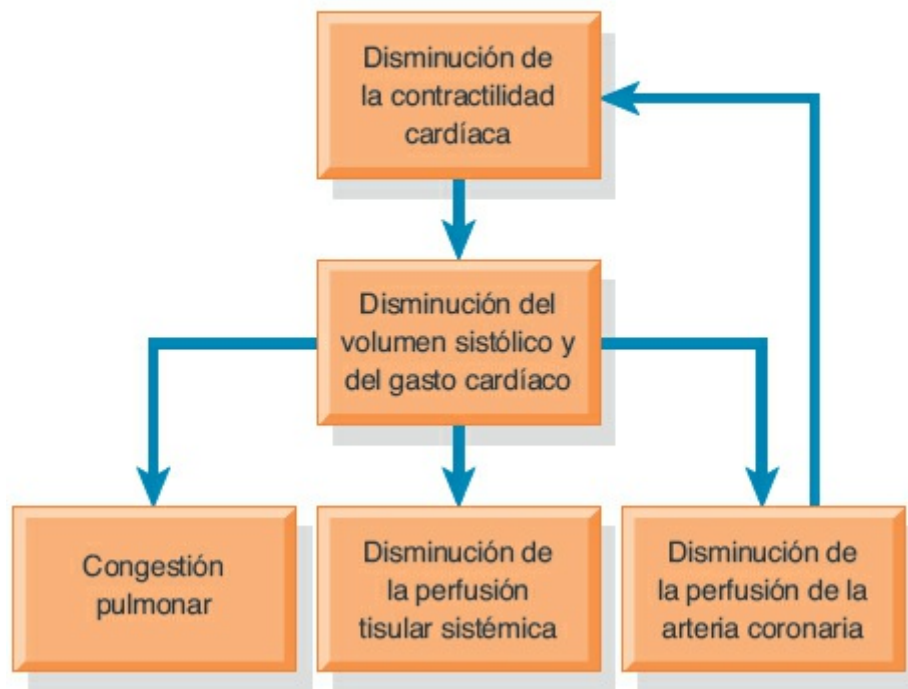 Disminución de
la contractilidad
cardíaca
Disminución del
volumen sistólico y
del gasto cardíaco
Congestión
pulmonar
Disminución de
la perfusión
tisular sistémica
Disminución de
la perfusión de la
arteria coronaria